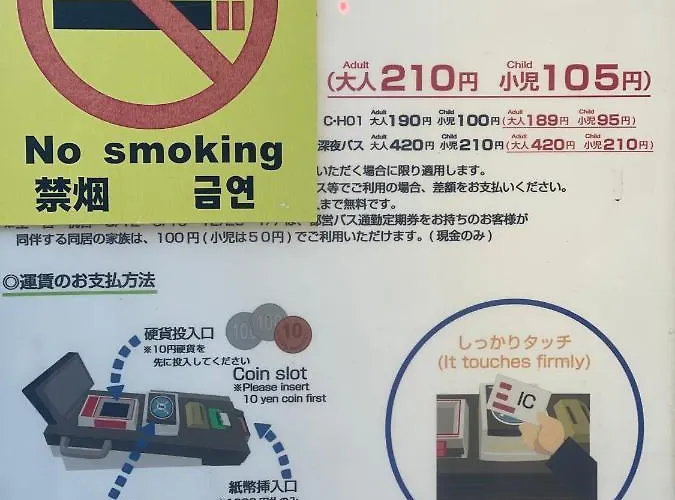 No smoking
禁烟 금연
Adult Child
(大人210円 小児105円)
Adult Child Adult Child
C・H01 大人190円 小児100円(大人189円 小児95円)
Adult Child Adult Child
深夜バス 大人420円 小児210円(大人420円 小児210円)
いただく場合に限り適用します。
ス等でご利用の場合、差額をお支払いください。
まで無料です。
は、都営バス通勤定期券をお持ちのお客様が
同伴する同居の家族は、100円(小児は50円)でご利用いただけます。(現金のみ)
◎運賃のお支払方法
硬貨投入口
※10円硬貨を
先に投入してください
10 100 10
Coin slot
※Please insert
10 yen coin first
紙幣挿入口
しっかりタッチ
(It touches firmly)
IC